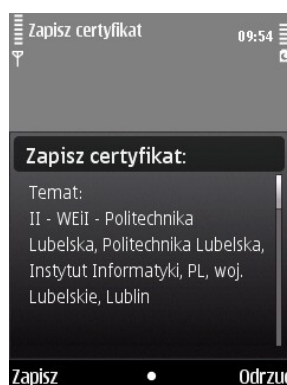 Zapisz certyfikat
09:54
Zapisz certyfikat:
Temat:
II - WEiI - Politechnika
Lubelska, Politechnika Lubelska,
Instytut Informatyki, PL, woj.
Lubelskie, Lublin
Zapisz
Odrzuć